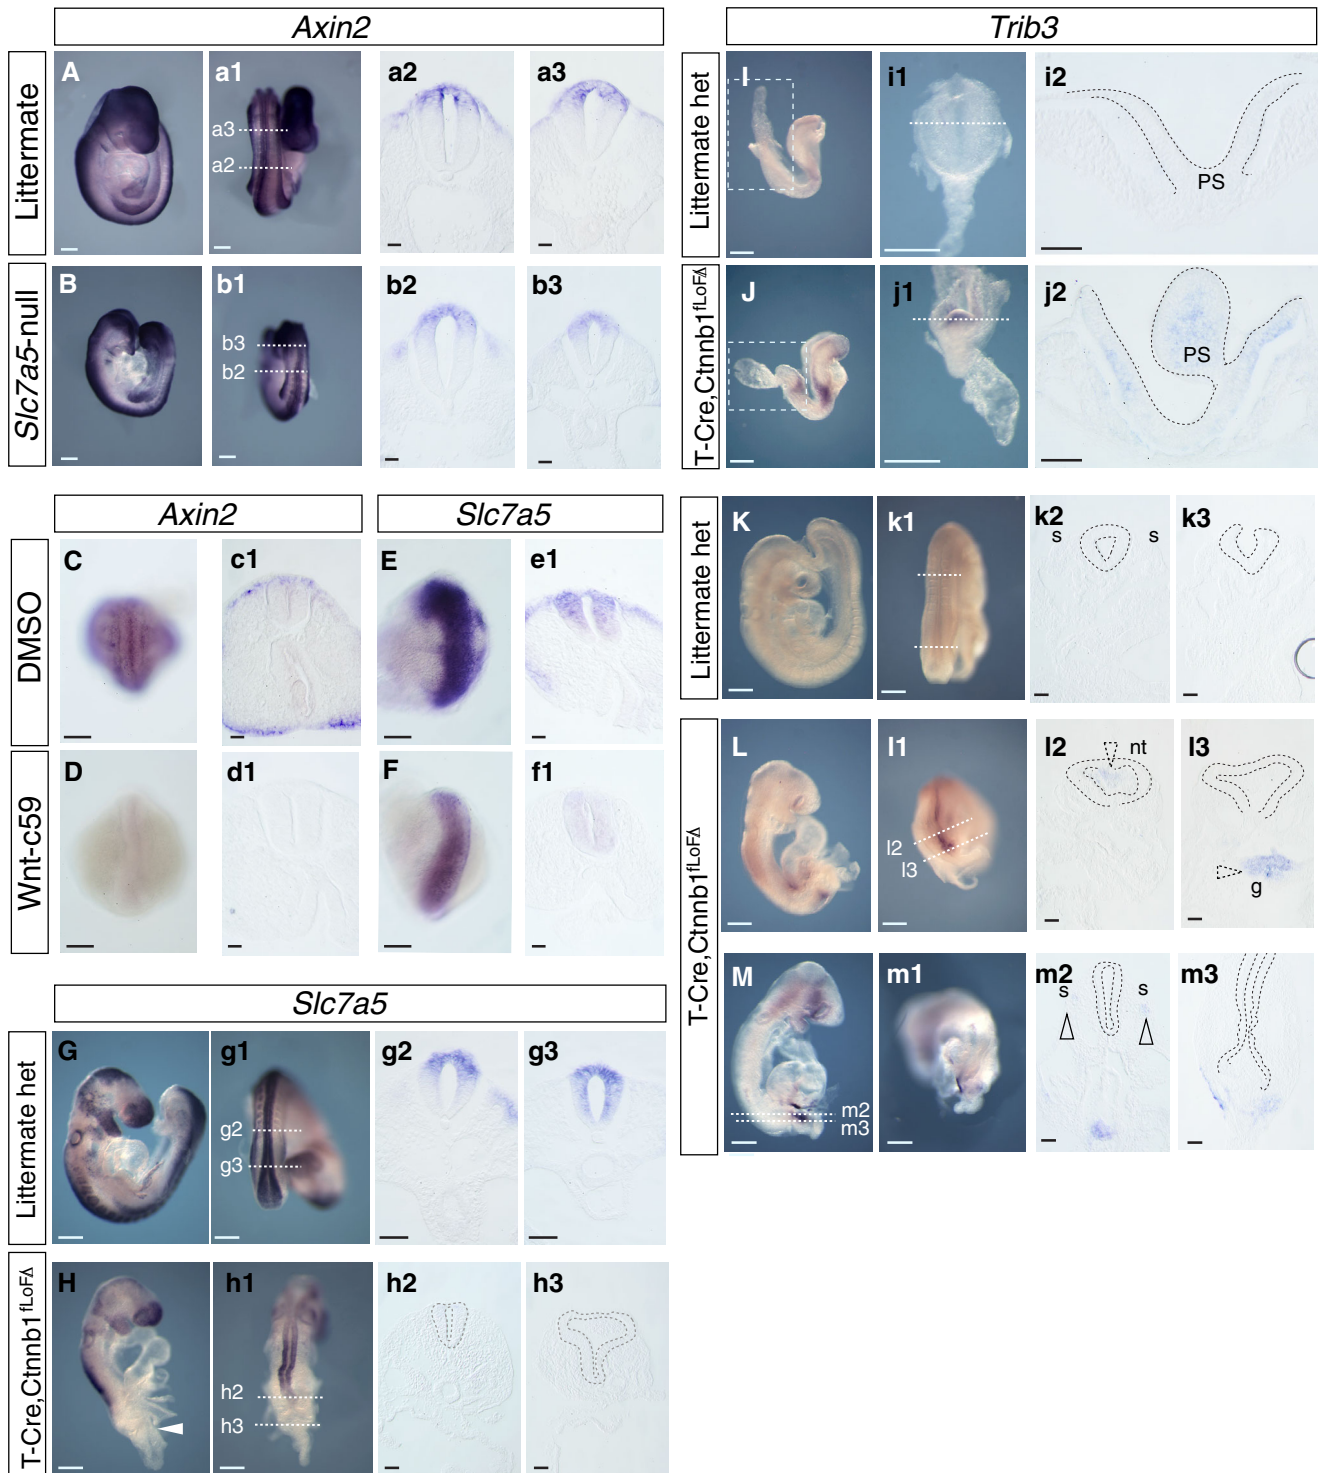 Axin2
Littermate
A
a1
a3
a2
a2
a3
Slc7a5-null
B
b1
b3
b2
b2
b3
Axin2
Slc7a5
DMSO
C
c1
E
e1
Wnt-c59
D
d1
F
f1
Slc7a5
Littermate het
G
g1
g2
g3
g2
g3
T-Cre,Ctnnb1fLoFΔ
H
h1
h2
h3
h2
h3
Trib3
Littermate het
I
i1
i2
PS
T-Cre,Ctnnb1fLoFΔ
J
j1
j2
PS
Littermate het
K
k1
k2
s
s
k3
T-Cre,Ctnnb1fLoFΔ
L
l1
l2
l3
l2
nt
l3
g
M
m2
m3
m1
m2
s
s
m3